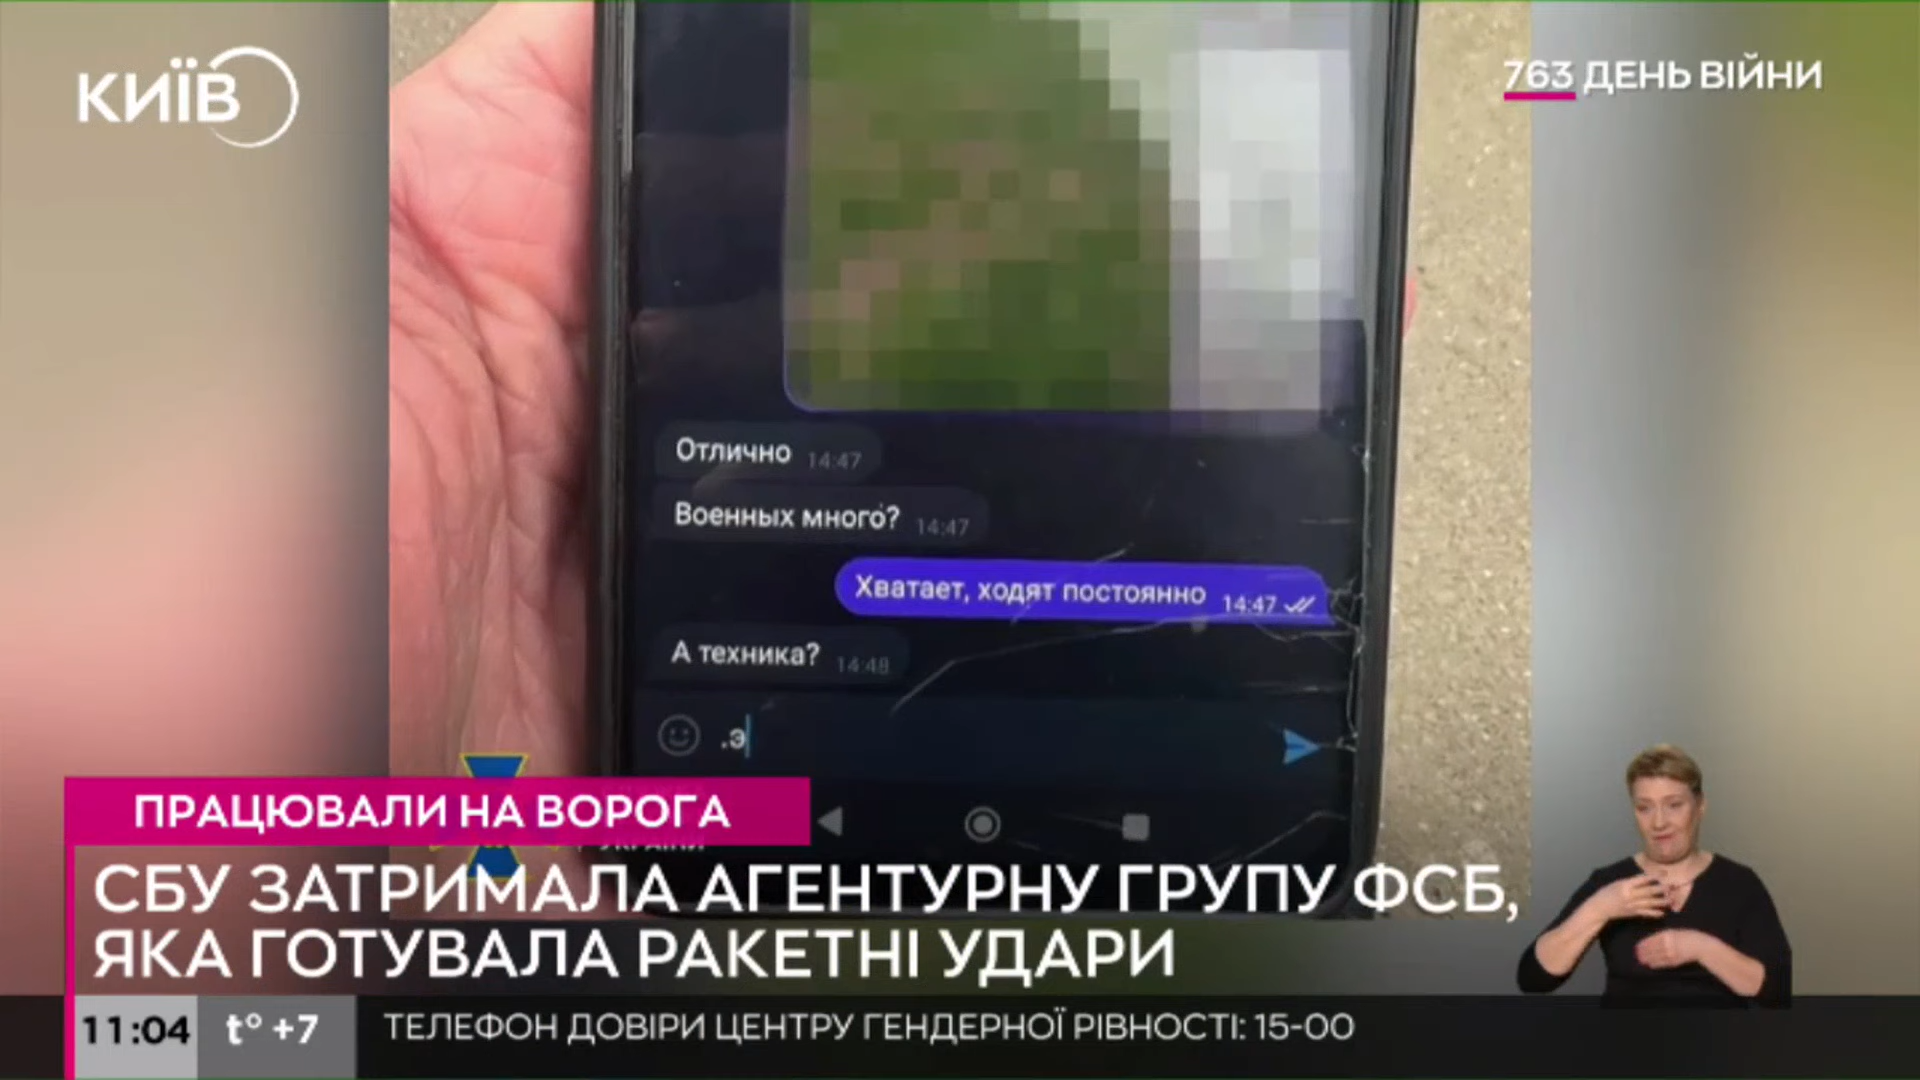 КИЇВ
763 ДЕНЬ ВІЙНИ
Отлично 14:47
Военных много? 14:47
Хватает, ходят постоянно 14:47
А техника? 14:48
.э
ПРАЦЮВАЛИ НА ВОРОГА
СБУ ЗАТРИМАЛА АГЕНТУРНУ ГРУПУ ФСБ,
ЯКА ГОТУВАЛА РАКЕТНІ УДАРИ
11:04 t° +7 ТЕЛЕФОН ДОВІРИ ЦЕНТРУ ГЕНДЕРНОЇ РІВНОСТІ: 15-00